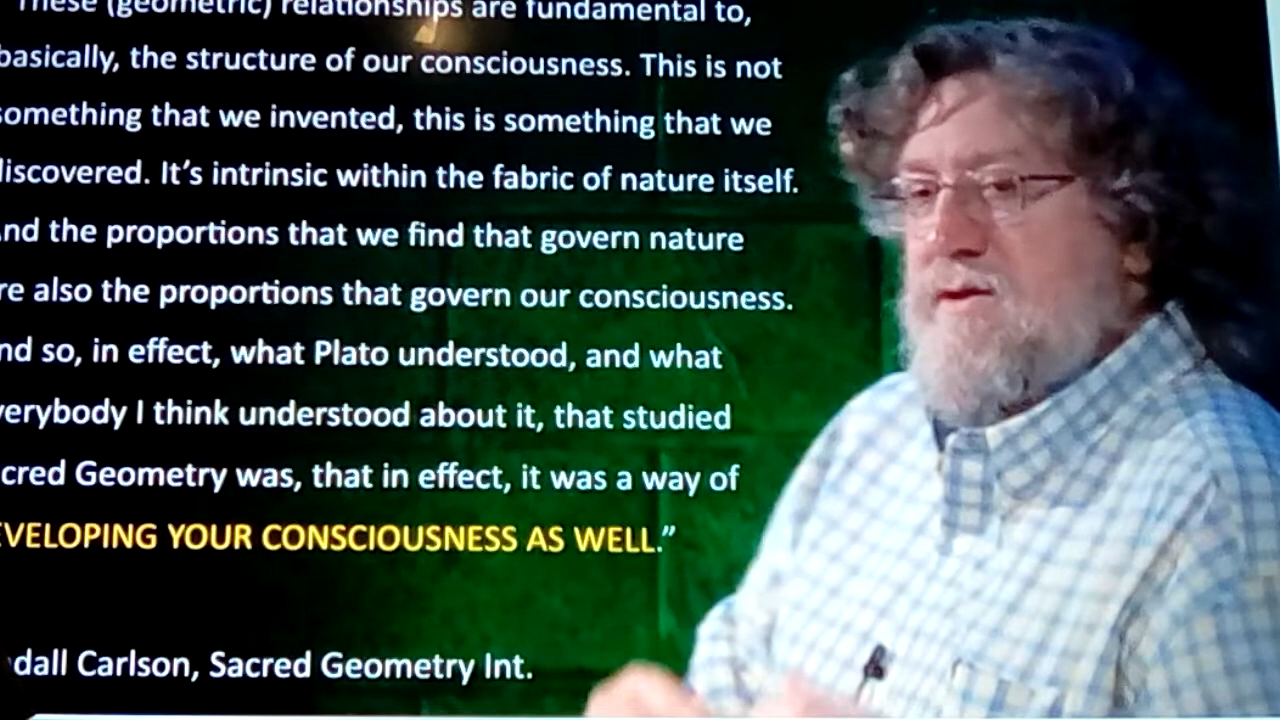 These (geometric) relationships are fundamental to,
basically, the structure of our consciousness. This is not
something that we invented, this is something that we
discovered. It's intrinsic within the fabric of nature itself.
nd the proportions that we find that govern nature
re also the proportions that govern our consciousness.
nd so, in effect, what Plato understood, and what
verybody I think understood about it, that studied
cred Geometry was, that in effect, it was a way of
EVELOPING YOUR CONSCIOUSNESS AS WELL."
dall Carlson, Sacred Geometry Int.